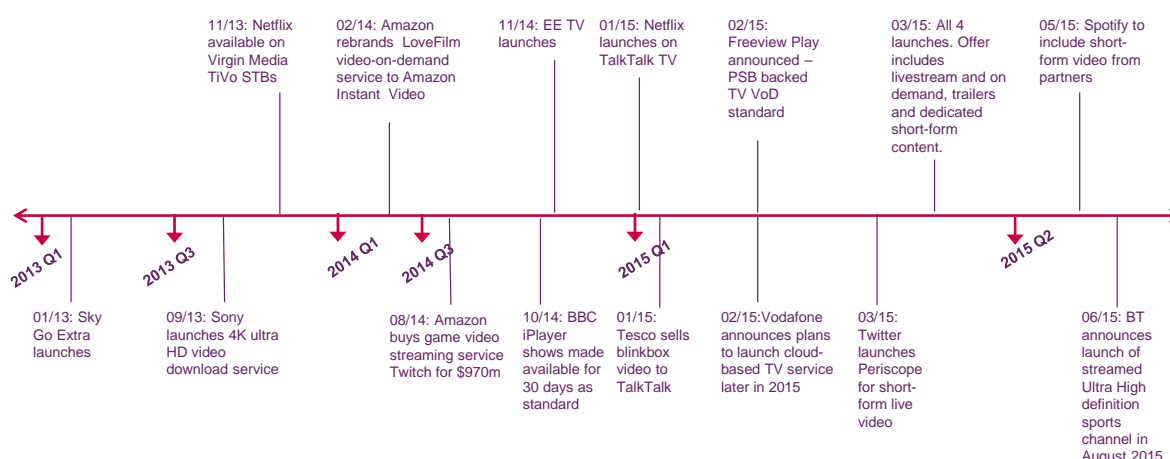 11/13: Netflix
available on
Virgin Media
TiVo STBs
02/14: Amazon
rebrands LoveFilm
video-on-demand
service to Amazon
Instant Video
11/14: EE TV
launches
01/15: Netflix
launches on
TalkTalk TV
02/15:
Freeview Play
announced –
PSB backed
TV VoD
standard
03/15: All 4
launches. Offer
includes
livestream and on
demand, trailers
and dedicated
short-form
content.
05/15: Spotify to
include short-
form video from
partners
2013 Q1
2013 Q3
2014 Q1
2014 Q3
2015 Q1
2015 Q2
01/13: Sky
Go Extra
launches
09/13: Sony
launches 4K ultra
HD video
download service
08/14: Amazon
buys game video
streaming service
Twitch for $970m
10/14: BBC
iPlayer
shows made
available for
30 days as
standard
01/15:
Tesco sells
blinkbox
video to
TalkTalk
02/15:Vodafone
announces plans
to launch cloud-
based TV service
later in 2015
03/15:
Twitter
launches
Periscope
for short-
form live
video
06/15: BT
announces
launch of
streamed
Ultra High
definition
sports
channel in
August 2015